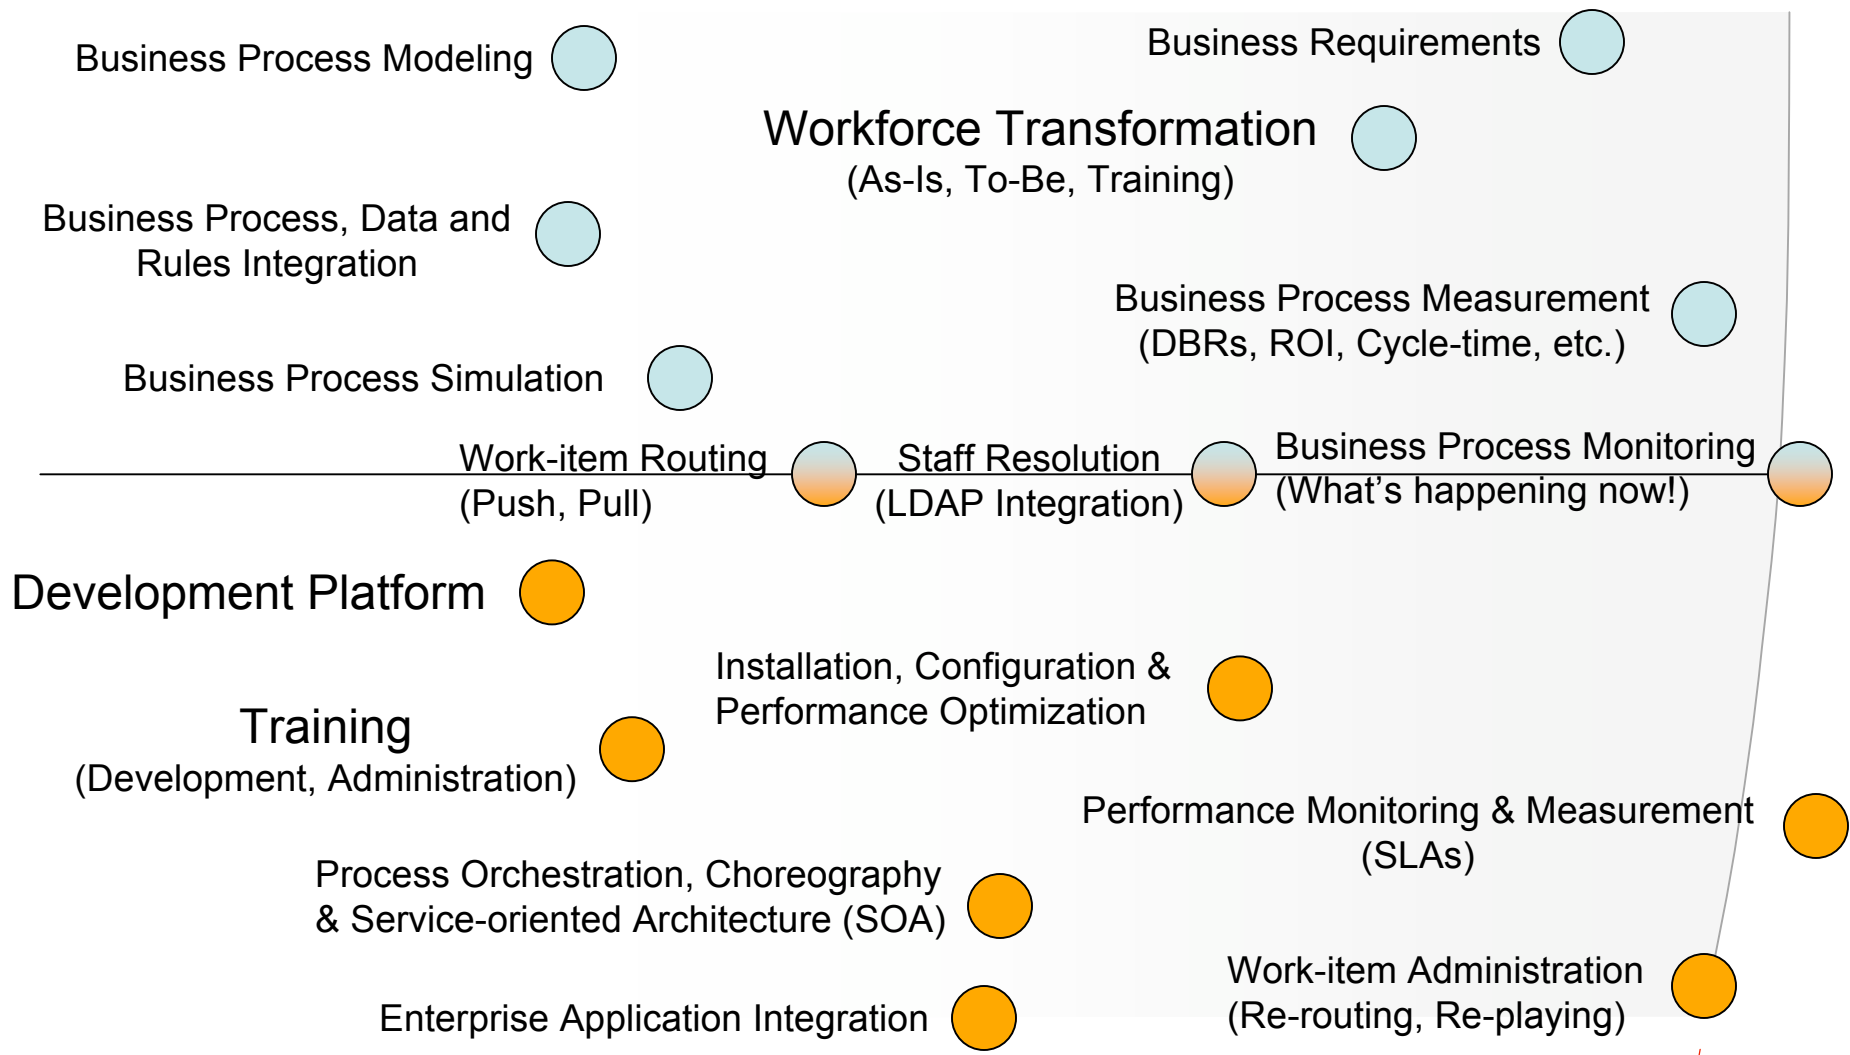 Business Process Modeling
Business Requirements
Workforce Transformation
(As-Is, To-Be, Training)
Business Process, Data and
Rules Integration
Business Process Measurement
(DBRs, ROI, Cycle-time, etc.)
Business Process Simulation
Work-item Routing
(Push, Pull)
Staff Resolution
(LDAP Integration)
Business Process Monitoring
(What’s happening now!)
Development Platform
Installation, Configuration &
Performance Optimization
Training
(Development, Administration)
Performance Monitoring & Measurement
(SLAs)
Process Orchestration, Choreography
& Service-oriented Architecture (SOA)
Work-item Administration
(Re-routing, Re-playing)
Enterprise Application Integration